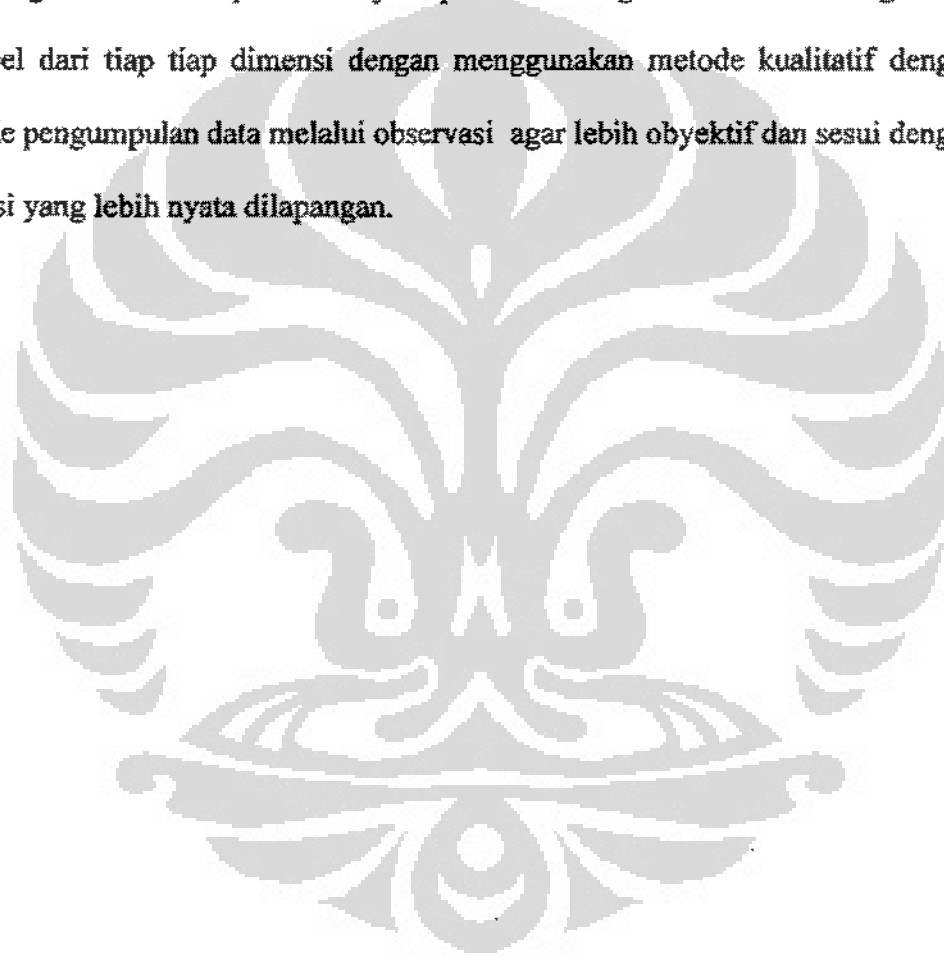 el dari tiap tiap dimensi dengan menggunakan metode kualitatif deng
e pengumpulan data melalui observasi agar lebih obyektif dan sesui deng
si yang lebih nyata dilapangan.